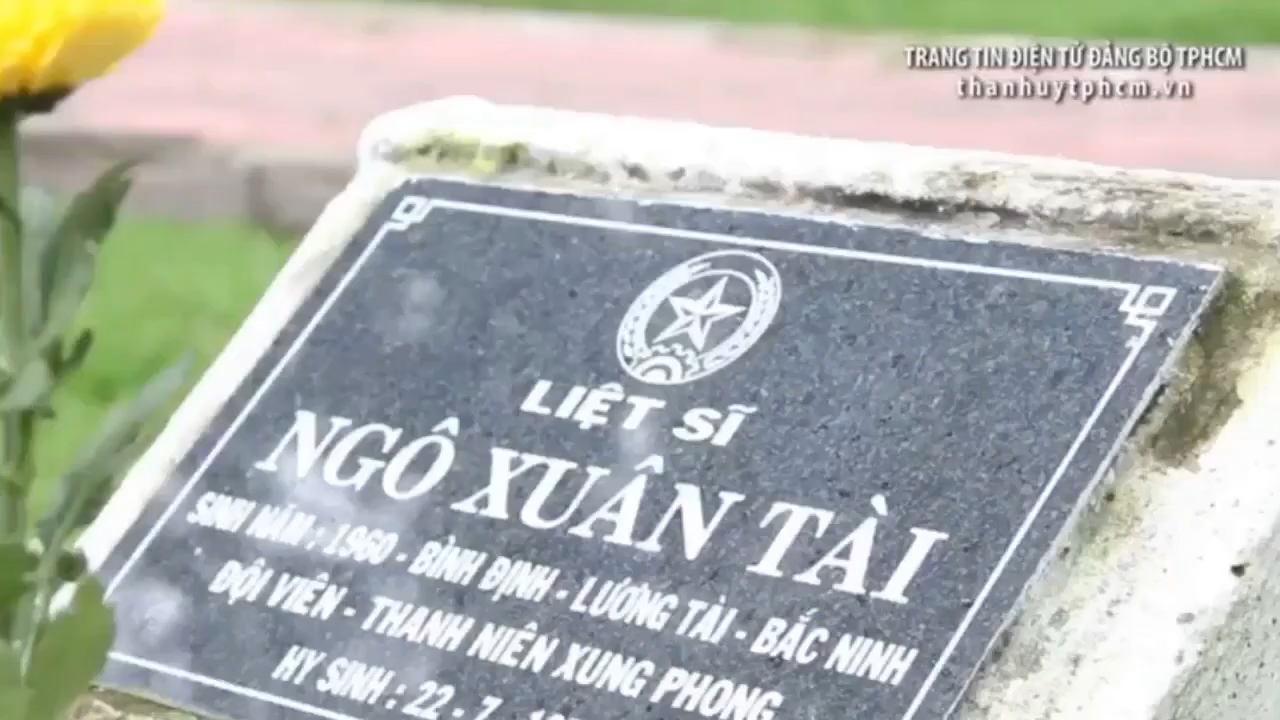 TRANG TIN ĐIỆN TỬ ĐẢNG BỘ TPHCM
thanhuytphcm.vn
LIỆT SĨ
NGÔ XUÂN TÀI
SINH NĂM : 1960 - BÌNH ĐỊNH - LƯƠNG TÀI - BẮC NINH
ĐỘI VIÊN - THANH NIÊN XUNG PHONG
HY SINH : 22 - 7 -